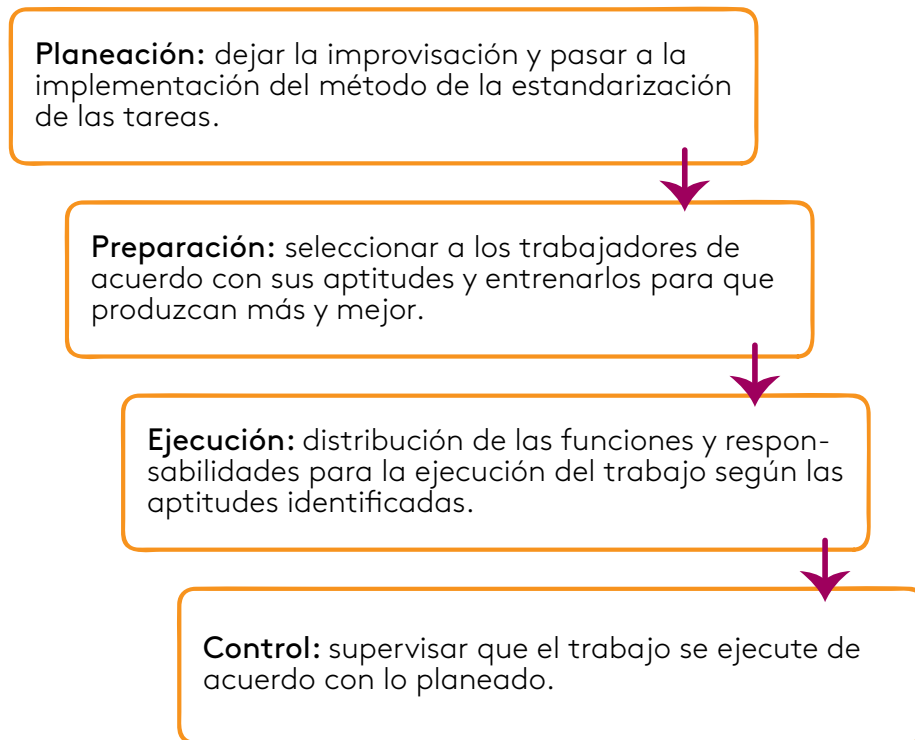 Planeación: dejar la improvisación y pasar a la
implementación del método de la estandarización
de las tareas.
Preparación: seleccionar a los trabajadores de
acuerdo con sus aptitudes y entrenarlos para que
produzcan más y mejor.
Ejecución: distribución de las funciones y respon-
sabilidades para la ejecución del trabajo según las
aptitudes identificadas.
Control: supervisar que el trabajo se ejecute de
acuerdo con lo planeado.